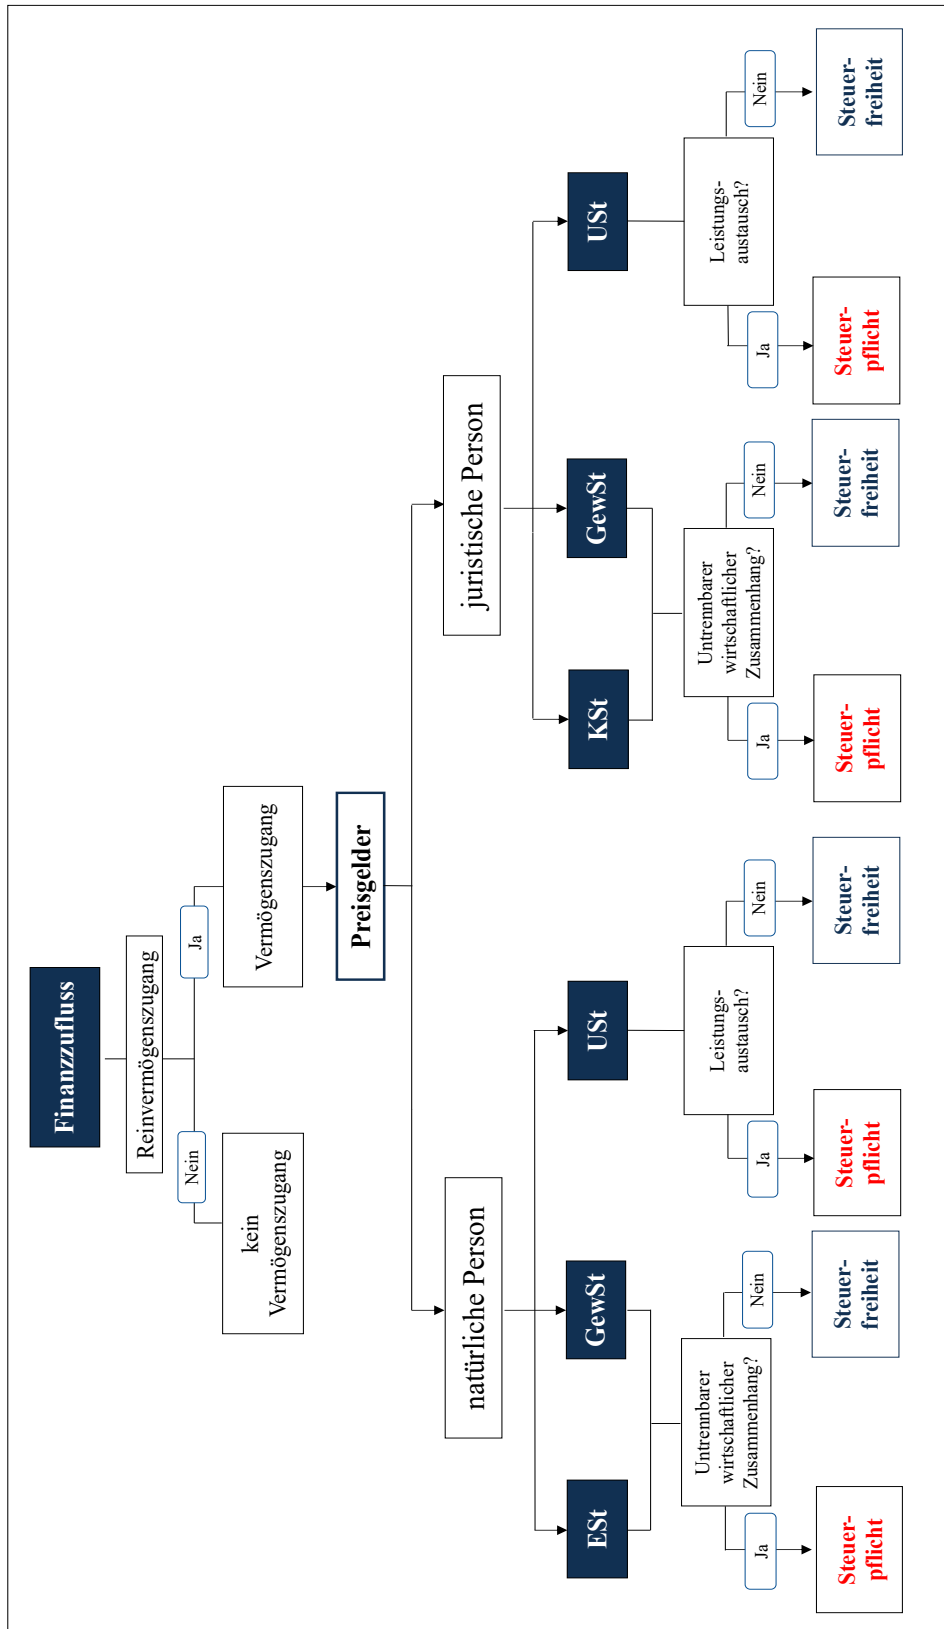 Finanzzufluss
Reinvermögenszugang
Nein
Ja
kein
Vermögenszugang
Vermögenszugang
Preisgelder
natürliche Person
juristische Person
ESt
GewSt
USt
KSt
GewSt
USt
Untrennbarer
wirtschaftlicher
Zusammenhang?
Leistungs-
austausch?
Untrennbarer
wirtschaftlicher
Zusammenhang?
Leistungs-
austausch?
Ja
Nein
Ja
Nein
Ja
Nein
Ja
Nein
Steuer-
pflicht
Steuer-
freiheit
Steuer-
pflicht
Steuer-
freiheit
Steuer-
pflicht
Steuer-
freiheit
Steuer-
pflicht
Steuer-
freiheit